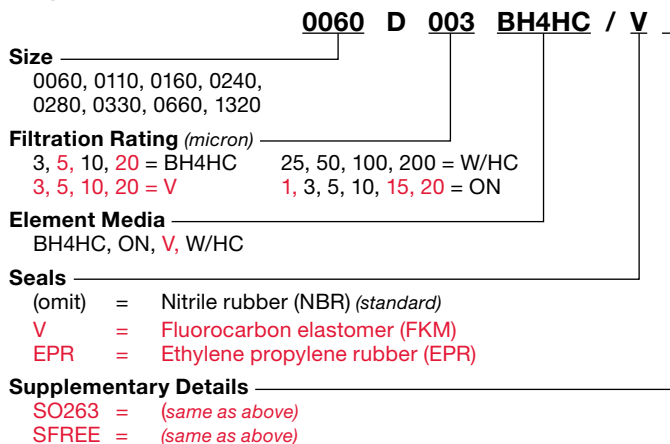 0060 D 003 BH4HC / V
Size
0060, 0110, 0160, 0240,
0280, 0330, 0660, 1320
Filtration Rating (micron)
3, 5, 10, 20 = BH4HC 25, 50, 100, 200 = W/HC
3, 5, 10, 20 = V 1, 3, 5, 10, 15, 20 = ON
Element Media
BH4HC, ON, V, W/HC
Seals
(omit) = Nitrile rubber (NBR) (standard)
V = Fluorocarbon elastomer (FKM)
EPR = Ethylene propylene rubber (EPR)
Supplementary Details
SO263 = (same as above)
SFREE = (same as above)